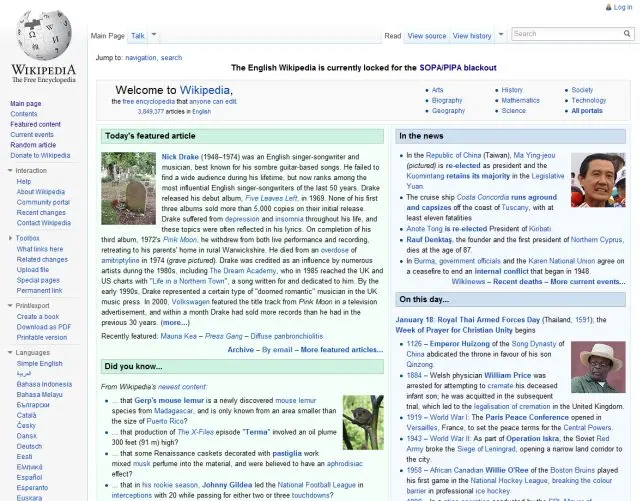 Log in
Main Page Talk
Read View source View history
Search
WIKIPEDIA
The Free Encyclopedia
Main page
Contents
Featured content
Current events
Random article
Donate to Wikipedia
Interaction
Help
About Wikipedia
Community portal
Recent changes
Contact Wikipedia
Toolbox
What links here
Related changes
Upload file
Special pages
Permanent link
Print/export
Create a book
Download as PDF
Printable version
Languages
Simple English
العربية
Bahasa Indonesia
Bahasa Melayu
Български
Català
Česky
Dansk
Deutsch
Eesti
Ελληνικά
Español
Esperanto
Euskara
Jump to: navigation, search
The English Wikipedia is currently locked for the SOPA/PIPA blackout
Welcome to Wikipedia,
the free encyclopedia that anyone can edit.
3,849,377 articles in English
Arts
Biography
Geography
History
Mathematics
Science
Society
Technology
All portals
Today's featured article
Nick Drake (1948–1974) was an English singer-songwriter and
musician, best known for his sombre guitar-based songs. He failed to
find a wide audience during his lifetime, but now ranks among the
most influential English singer-songwriters of the last 50 years. Drake
released his debut album, Five Leaves Left, in 1969. None of his first
three albums sold more than 5,000 copies on their initial release.
Drake suffered from depression and insomnia throughout his life, and
these topics were often reflected in his lyrics. On completion of his
third album, 1972's Pink Moon, he withdrew from both live performance and recording,
retreating to his parents' home in rural Warwickshire. He died from an overdose of
amitriptyline in 1974 (grave pictured). Drake was credited as an influence by numerous
artists during the 1980s, including The Dream Academy, who in 1985 reached the UK
and US charts with "Life in a Northern Town", a song written for and dedicated to him. By the
early 1990s, Drake represented a certain type of "doomed romantic" musician in the UK
music press. In 2000, Volkswagen featured the title track from Pink Moon in a television
advertisement, and within a month Drake had sold more records than he had in the
previous 30 years. (more...)
Recently featured: Mauna Kea – Press Gang – Diffuse panbronchiolitis
Archive – By email – More featured articles...
Did you know...
From Wikipedia's newest content:
... that Gerp's mouse lemur is a newly discovered mouse lemur
species from Madagascar, and is only known from an area smaller than
the size of Puerto Rico?
... that production of The X-Files episode "Terma" involved an oil plume
300 feet (91 m) high?
... that some Renaissance caskets decorated with pastiglia work
mixed musk perfume into the material, and were believed to have an aphrodisiac
effect?
... that in his rookie season, Johnny Gildea led the National Football League in
interceptions with 20 while passing for either two or three touchdowns?
In the news
In the Republic of China (Taiwan), Ma Ying-jeou
(pictured) is re-elected as president and the
Kuomintang retains its majority in the Legislative
Yuan.
The cruise ship Costa Concordia runs aground
and capsizes off the coast of Tuscany, with at
least eleven fatalities
Anote Tong is re-elected President of Kiribati.
Rauf Denktaş, the founder and the first president of Northern Cyprus,
dies at the age of 87.
In Burma, government officials and the Karen National Union agree on
a ceasefire to end an internal conflict that began in 1948.
Wikinews – Recent deaths – More current events...
On this day...
January 18: Royal Thai Armed Forces Day (Thailand, 1591); the
Week of Prayer for Christian Unity begins
1126 – Emperor Huizong of the Song Dynasty of
China abdicated the throne in favour of his son
Qinzong.
1884 – Welsh physician William Price was
arrested for attempting to cremate his deceased
infant son; he was acquitted in the subsequent
trial, which led to the legalisation of cremation in the United Kingdom.
1919 – World War I: The Paris Peace Conference opened in
Versailles, France, to set the peace terms for the Central Powers.
1943 – World War II: As part of Operation Iskra, the Soviet Red
Army broke the Siege of Leningrad, opening a narrow land corridor to
the city.
1958 – African Canadian Willie O'Ree of the Boston Bruins played
his first game in the National Hockey League, breaking the colour
barrier in professional ice hockey.